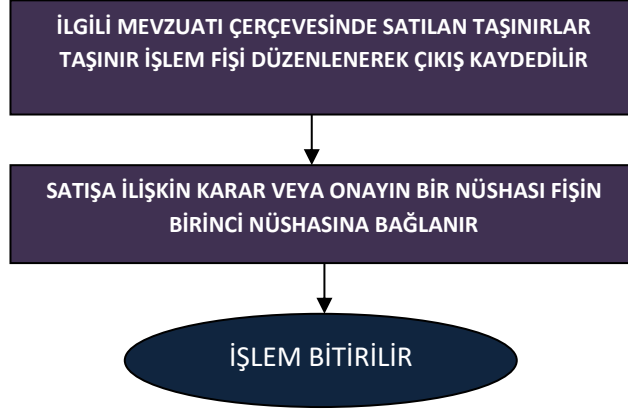 İLGİLİ MEVZUATI ÇERÇEVESİNDE SATILAN TAŞINIRLAR
TAŞINIR İŞLEM FİŞİ DÜZENLENEREK ÇIKIŞ KAYDEDİLİR
SATIŞA İLİŞKİN KARAR VEYA ONAYIN BİR NÜSHASI FİŞİN
BİRİNCİ NÜSHASINA BAĞLANIR
İŞLEM BİTİRİLİR